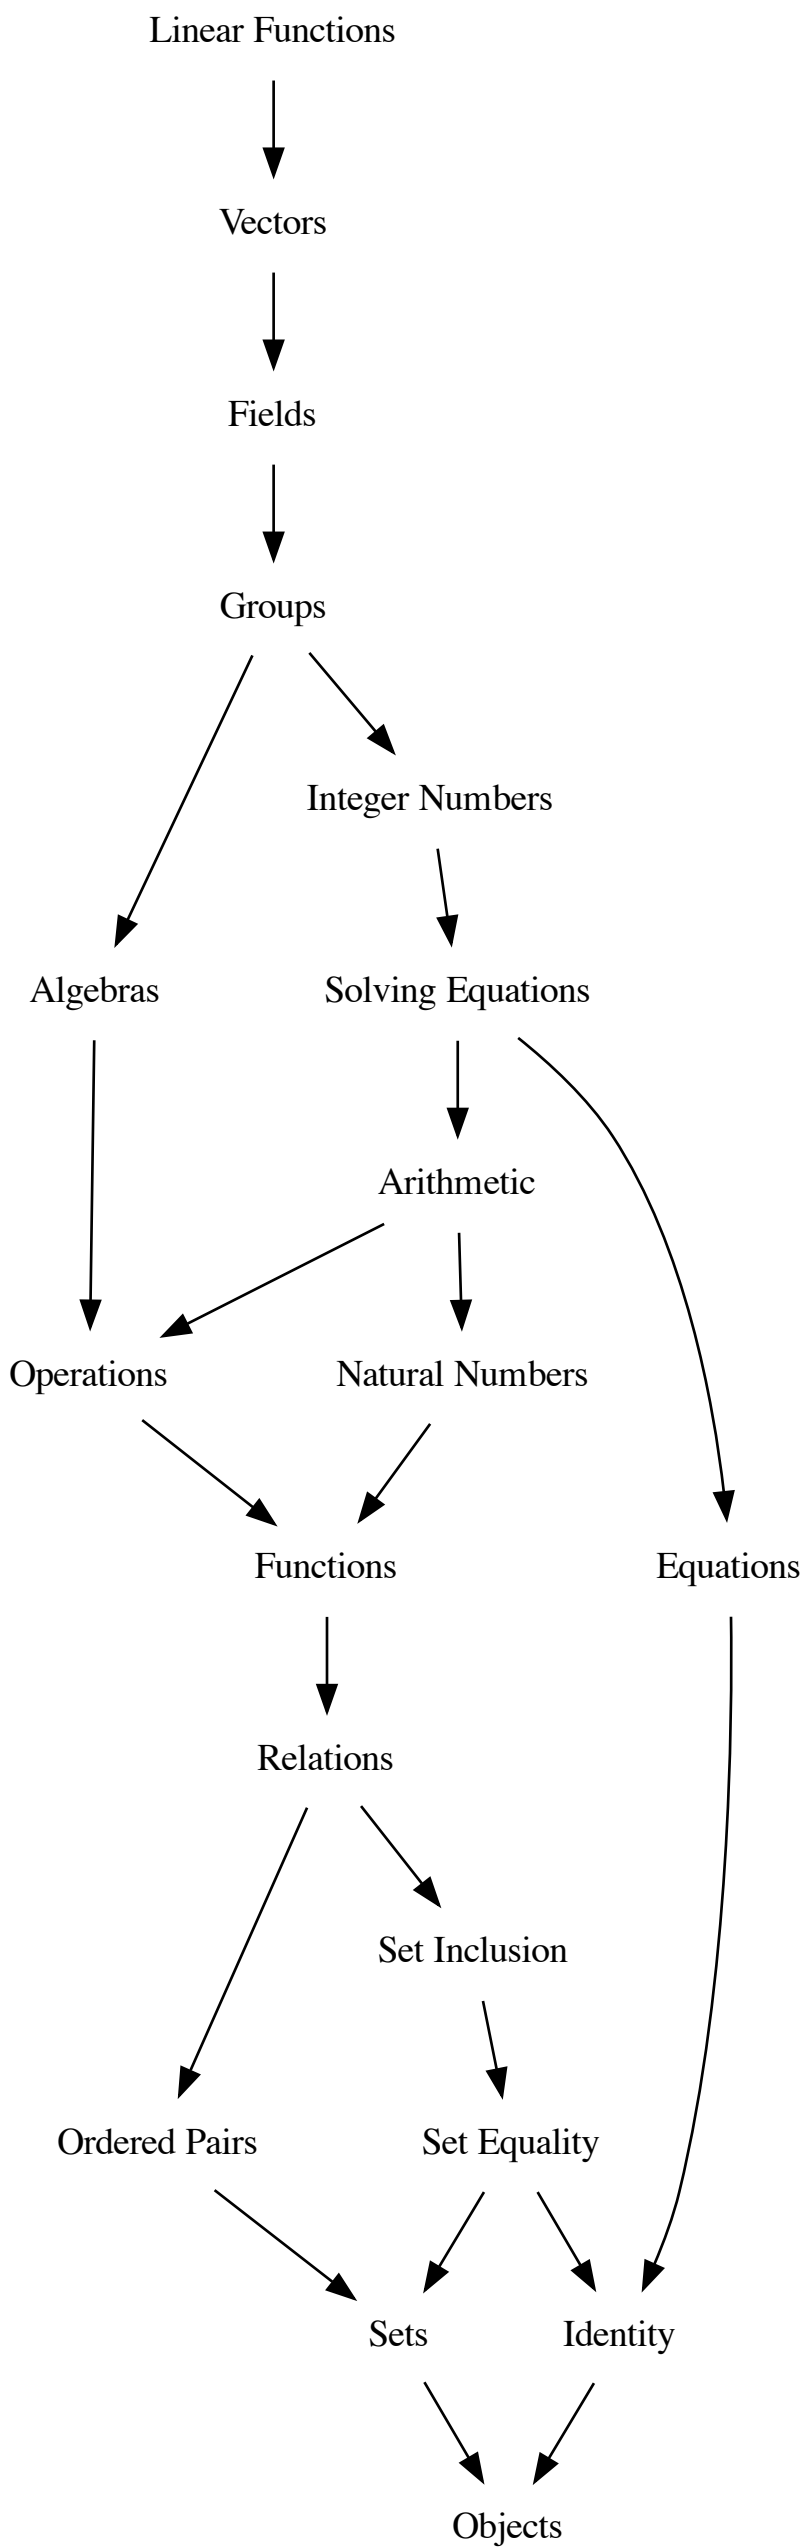 Linear Functions
Vectors
Fields
Groups
Integer Numbers
Algebras
Solving Equations
Arithmetic
Operations
Natural Numbers
Functions
Equations
Relations
Set Inclusion
Ordered Pairs
Set Equality
Sets
Identity
Objects